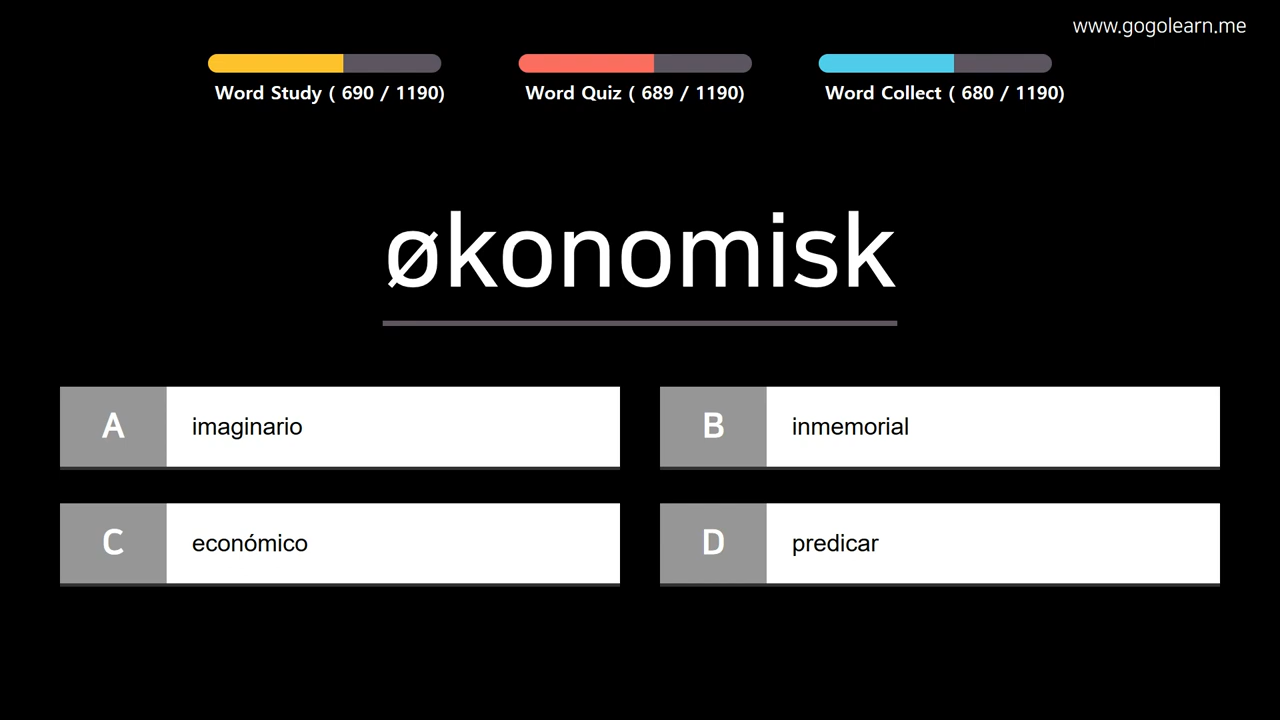 www.gogolearn.me
Word Study ( 690 / 1190)
Word Quiz ( 689 / 1190)
Word Collect ( 680 / 1190)
økonomisk
A
imaginario
B
inmemorial
C
económico
D
predicar